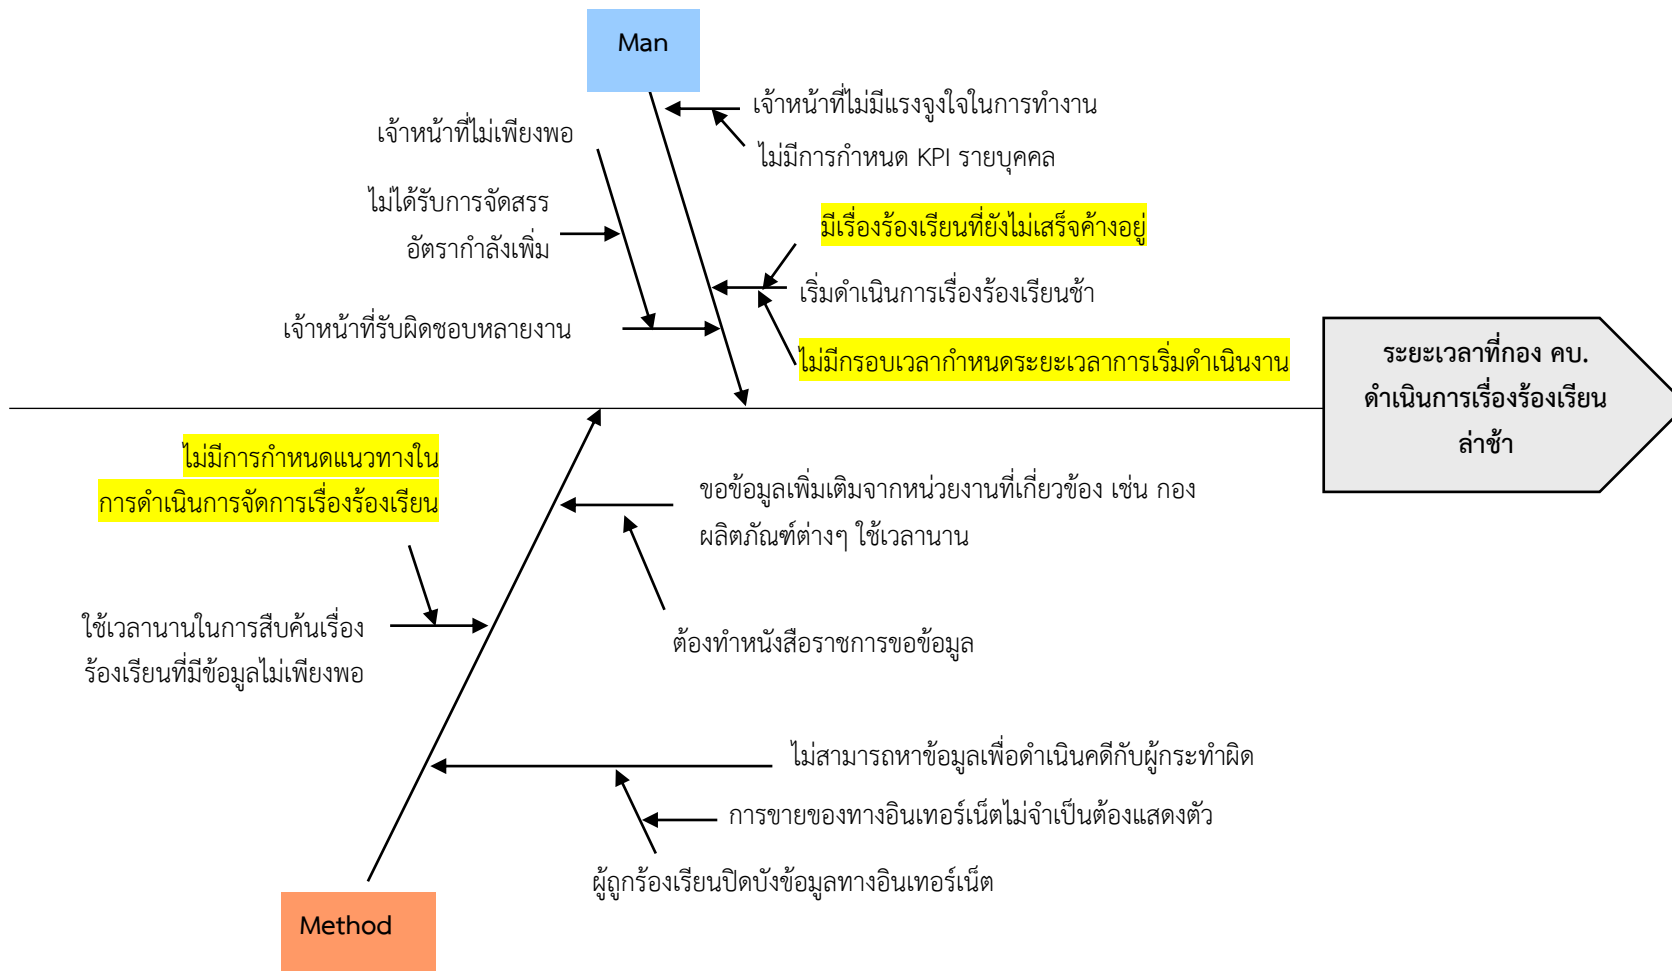 Man
เจ้าหน้าที่ไม่มีแรงจูงใจในการทำงาน
เจ้าหน้าที่ไม่เพียงพอ
ไม่มีการกำหนด KPI รายบุคคล
ไม่ได้รับการจัดสรร
อัตรากำลังเพิ่ม
มีเรื่องร้องเรียนที่ยังไม่เสร็จค้างอยู่
เริ่มดำเนินการเรื่องร้องเรียนช้า
เจ้าหน้าที่รับผิดชอบหลายงาน
ไม่มีกรอบเวลากำหนดระยะเวลาการเริ่มดำเนินงาน
ระยะเวลาที่กอง คบ.
ดำเนินการเรื่องร้องเรียน
ล่าช้า
ไม่มีการกำหนดแนวทางใน
การดำเนินการจัดการเรื่องร้องเรียน
ขอข้อมูลเพิ่มเติมจากหน่วยงานที่เกี่ยวข้อง เช่น กอง
ผลิตภัณฑ์ต่างๆ ใช้เวลานาน
ใช้เวลานานในการสืบค้นเรื่อง
ร้องเรียนที่มีข้อมูลไม่เพียงพอ
ต้องทำหนังสือราชการขอข้อมูล
ไม่สามารถหาข้อมูลเพื่อดำเนินคดีกับผู้กระทำผิด
การขายของทางอินเทอร์เน็ตไม่จำเป็นต้องแสดงตัว
ผู้ถูกร้องเรียนปิดบังข้อมูลทางอินเทอร์เน็ต
Method